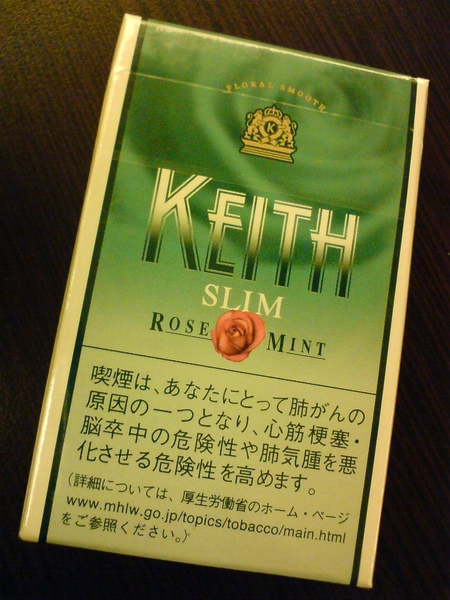 FLORAL SMOOTH
K
KEITH
SLIM
ROSE MINT
喫煙は、あなたにとって肺がんの
原因の一つとなり、心筋梗塞・
脳卒中の危険性や肺気腫を悪
化させる危険性を高めます。
（詳細については、厚生労働省のホーム・ページ
www.mhlw.go.jp/topics/tobacco/main.html
をご参照ください。）